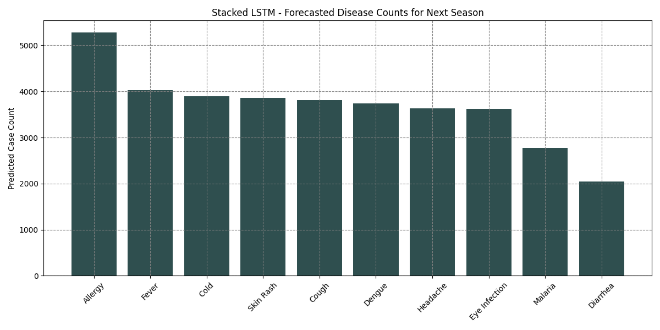 Stacked LSTM - Forecasted Disease Counts for Next Season
Predicted Case Count
5000
4000
3000
2000
1000
0
Allergy
Fever
Cold
Skin Rash
Cough
Dengue
Headache
Eye Infection
Malaria
Diarrhea